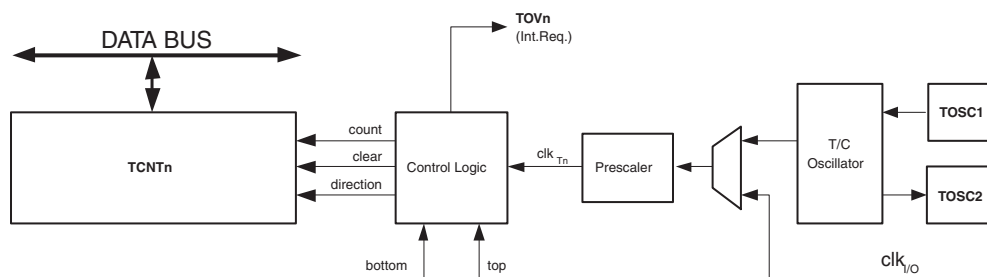 DATA BUS
TOVn
(Int.Req.)
TCNTn
count
clear
direction
Control Logic
clk Tn
Prescaler
T/C
Oscillator
TOSC1
TOSC2
bottom
top
clk I/O